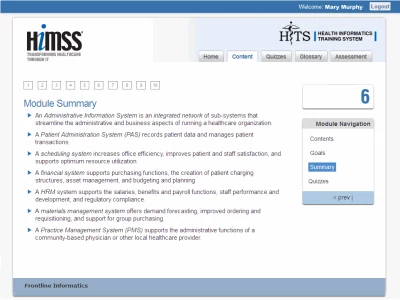 Welcome: Mary Murphy Logout
HiMSS
TRANSFORMING HEALTHCARE
THROUGH IT
HITS HEALTH INFORMATICS
TRAINING SYSTEM
Home Content Quizzes Glossary Assessment
1 2 3 4 5 6 7 8 9 10
6
Module Summary
An Administrative Information System is an integrated network of sub-systems that
streamline the administrative and business aspects of running a healthcare organization.
A Patient Administration System (PAS) records patient data and manages patient
transactions.
A scheduling system increases office efficiency, improves patient and staff satisfaction, and
supports optimum resource utilization.
A financial system supports purchasing functions, the creation of patient charging
structures, asset management, and budgeting and planning.
A HRM system supports the salaries, benefits and payroll functions, staff performance and
development, and regulatory compliance.
A materials management system offers demand forecasting, improved ordering and
requisitioning, and support for group purchasing.
A Practice Management System (PMS) supports the administrative functions of a
community-based physician or other local healthcare provider.
Module Navigation
Contents
Goals
Summary
Quizzes
< prev |
Frontline Informatics